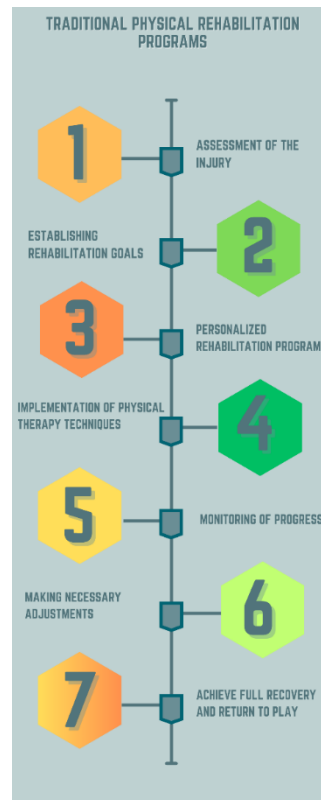 TRADITIONAL PHYSICAL REHABILITATION
PROGRAMS
1
ASSESSMENT OF THE
INJURY
2
ESTABLISHING
REHABILITATION GOALS
3
PERSONALIZED
REHABILITATION PROGRAM
4
IMPLEMENTATION OF PHYSICAL
THERAPY TECHNIQUES
5
MONITORING OF PROGRESS
6
MAKING NECESSARY
ADJUSTMENTS
7
ACHIEVE FULL RECOVERY
AND RETURN TO PLAY